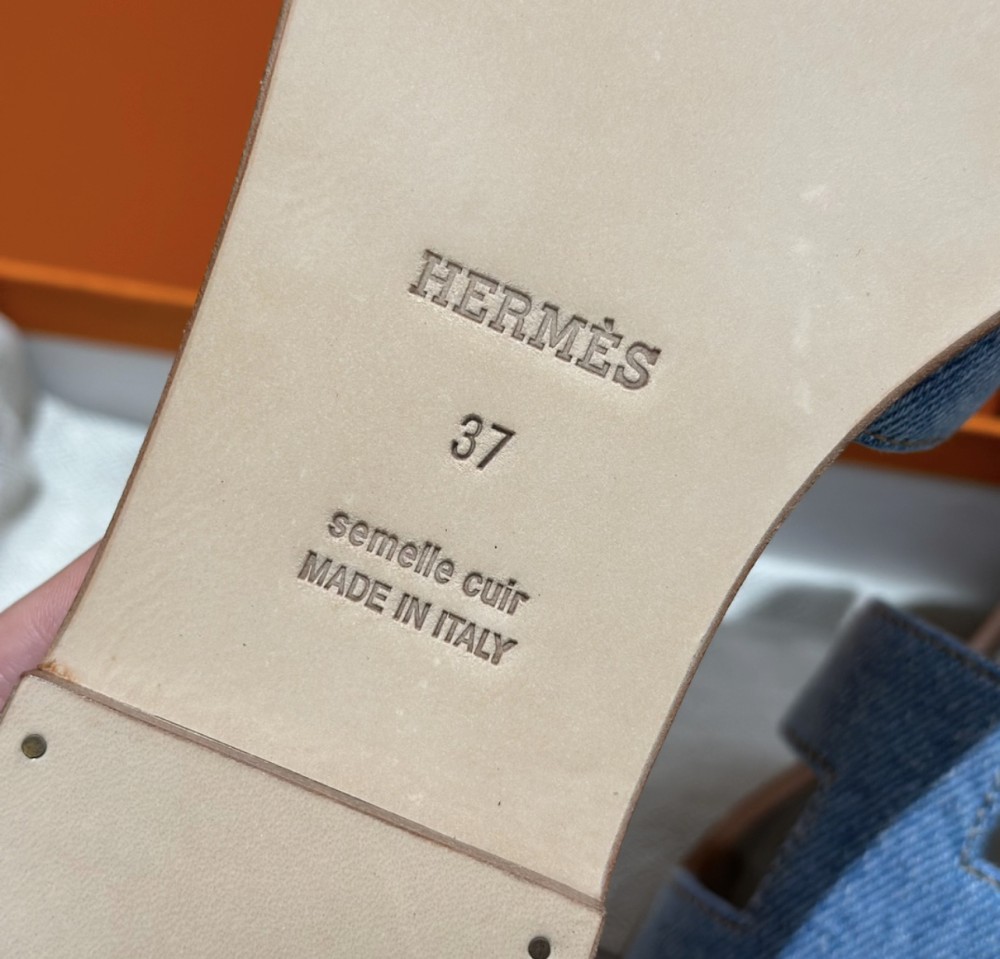 HERMÈS
37
semelle cuir
MADE IN ITALY